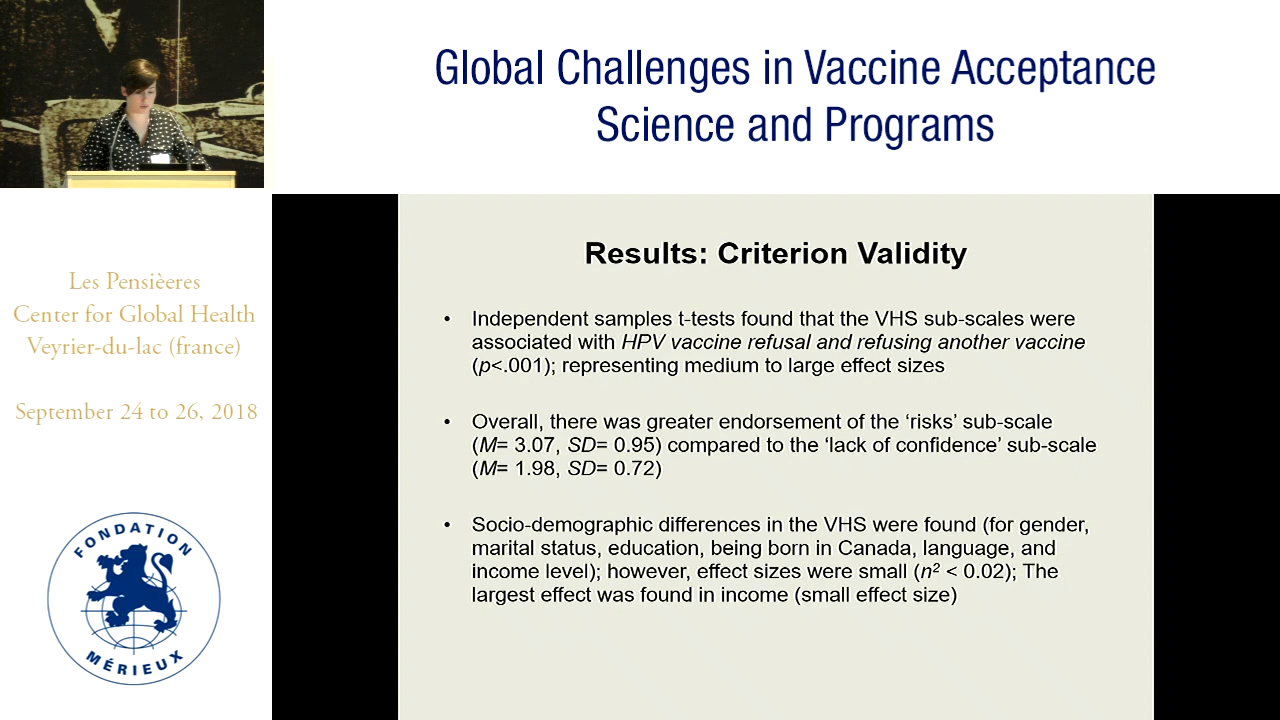 Global Challenges in Vaccine Acceptance
Science and Programs
Les Pensièeres
Center for Global Health
Veyrier-du-lac (france)
September 24 to 26, 2018
FONDATION
MÉRIEUX
Results: Criterion Validity
• Independent samples t-tests found that the VHS sub-scales were
associated with HPV vaccine refusal and refusing another vaccine
(p<.001); representing medium to large effect sizes
• Overall, there was greater endorsement of the ‘risks’ sub-scale
(M= 3.07, SD= 0.95) compared to the ‘lack of confidence’ sub-scale
(M= 1.98, SD= 0.72)
• Socio-demographic differences in the VHS were found (for gender,
marital status, education, being born in Canada, language, and
income level); however, effect sizes were small (n² < 0.02); The
largest effect was found in income (small effect size)